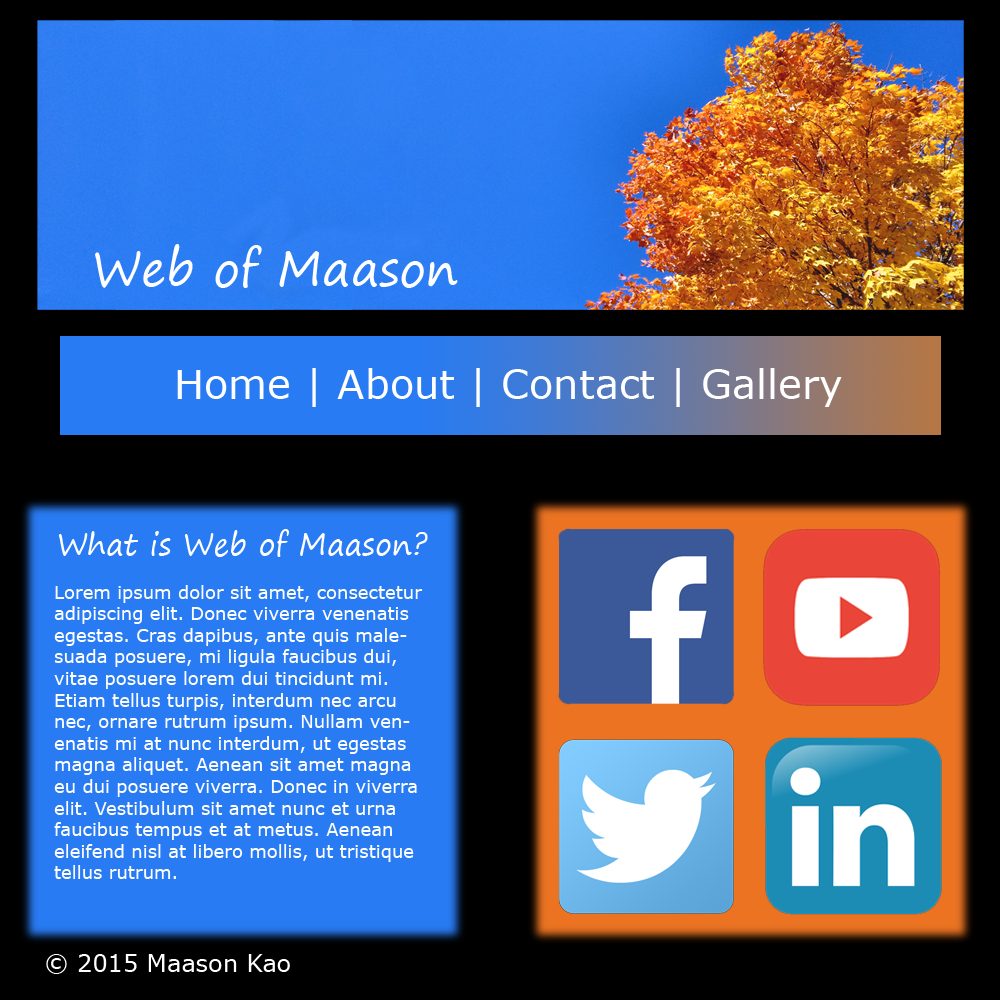 Web of Maason
Home | About | Contact | Gallery
What is Web of Maason?
Lorem ipsum dolor sit amet, consectetur
adipiscing elit. Donec viverra venenatis
egestas. Cras dapibus, ante quis male-
suada posuere, mi ligula faucibus dui,
vitae posuere lorem dui tincidunt mi.
Etiam tellus turpis, interdum nec arcu
nec, ornare rutrum ipsum. Nullam ven-
enatis mi at nunc interdum, ut egestas
magna aliquet. Aenean sit amet magna
eu dui posuere viverra. Donec in viverra
elit. Vestibulum sit amet nunc et urna
faucibus tempus et at metus. Aenean
eleifend nisl at libero mollis, ut tristique
tellus rutrum.
f
in
© 2015 Maason Kao